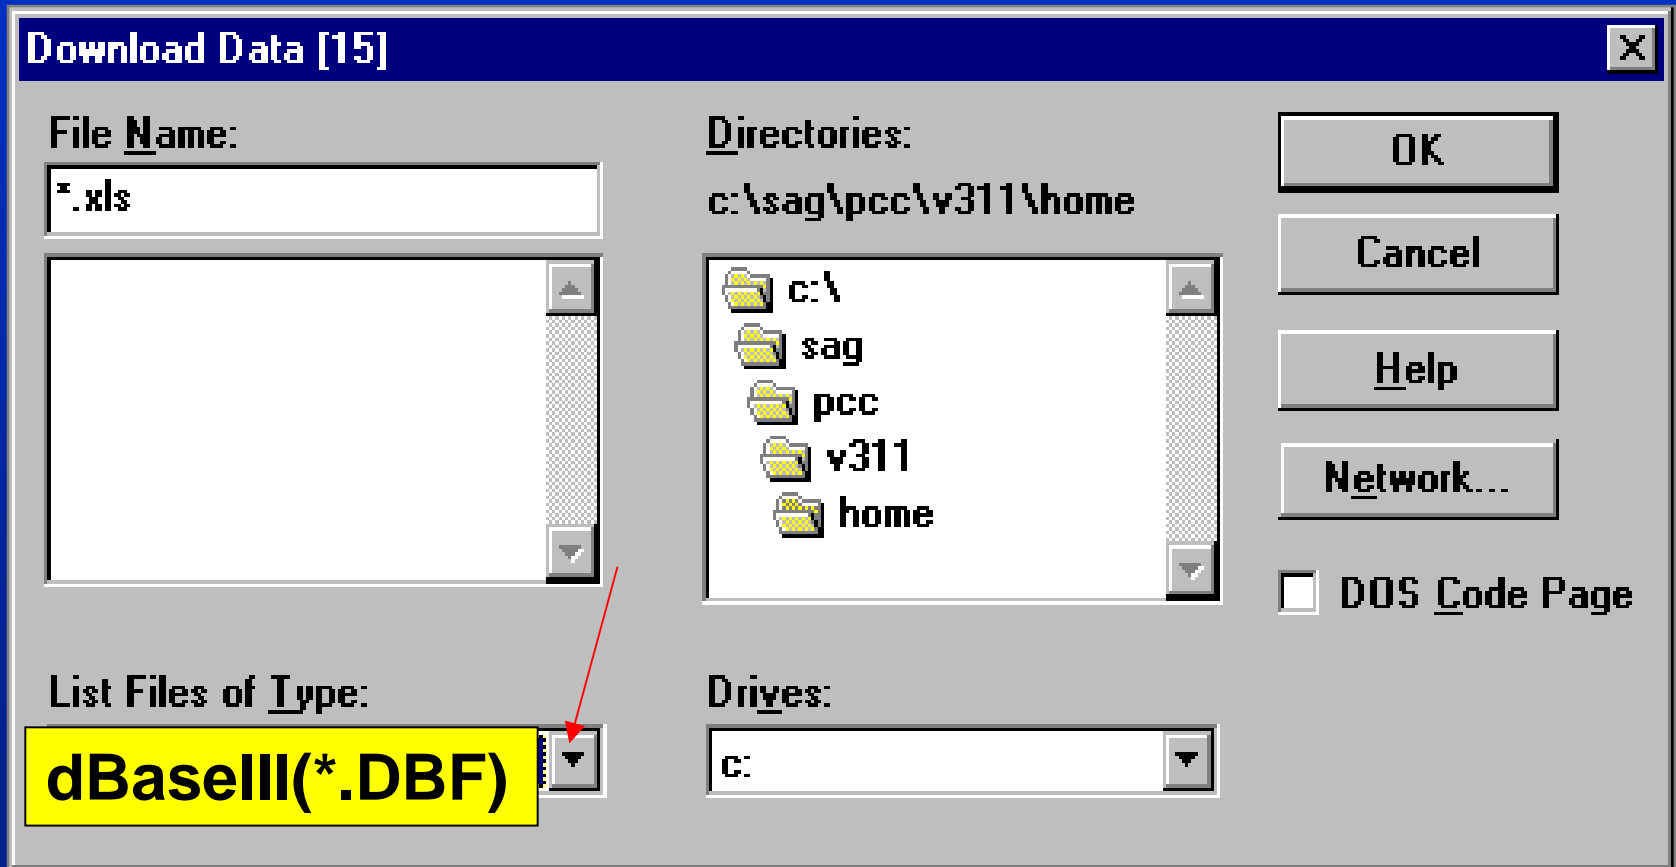 Download Data [15]
File Name:
*.xls
Directories:
c:\sag\pcc\v311\home
c:\
sag
pcc
v311
home
OK
Cancel
Help
Network...
DOS Code Page
List Files of Type:
dBaseIII(*.DBF)
Drives:
c: